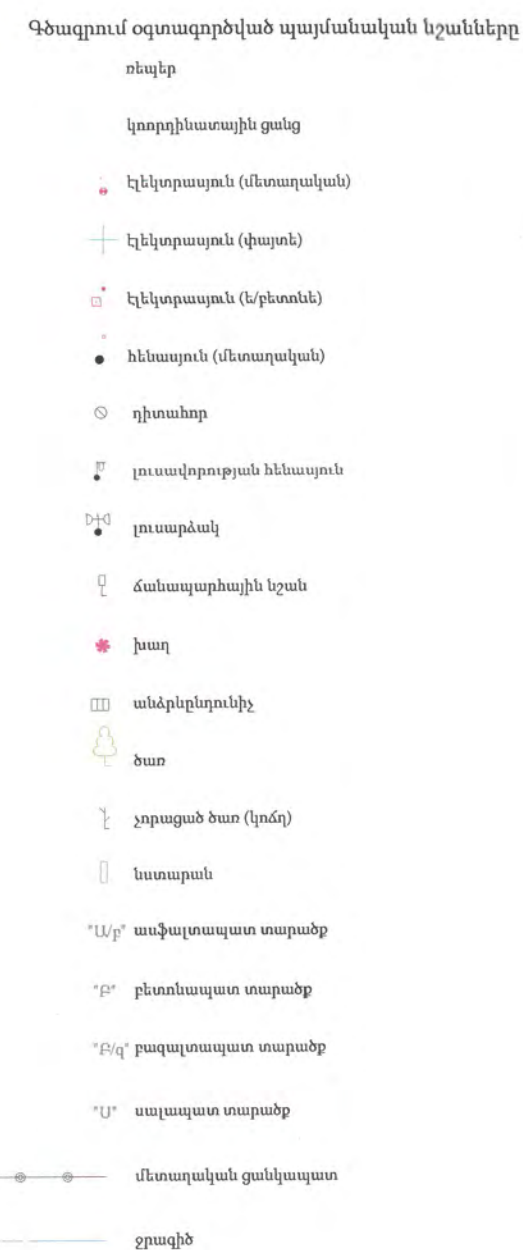 Գծագրում օգտագործված պայմանական նշանները
ռեպեր
կոորդինատային ցանց
էլեկտրասյուն (մետաղական)
էլեկտրասյուն (փայտե)
էլեկտրասյուն (ե/բետոնե)
հենասյուն (մետաղական)
դիտահոր
լուսավորության հենասյուն
լուսարձակ
ճանապարհային նշան
խաղ
անձրևընդունիչ
ծառ
չորացած ծառ (կոճղ)
նստարան
"Ա/բ" ասֆալտապատ տարածք
"Բ" բետոնապատ տարածք
"Բ/զ" բազալտապատ տարածք
"Ս" սալապատ տարածք
մետաղական ցանկապատ
ջրագիծ